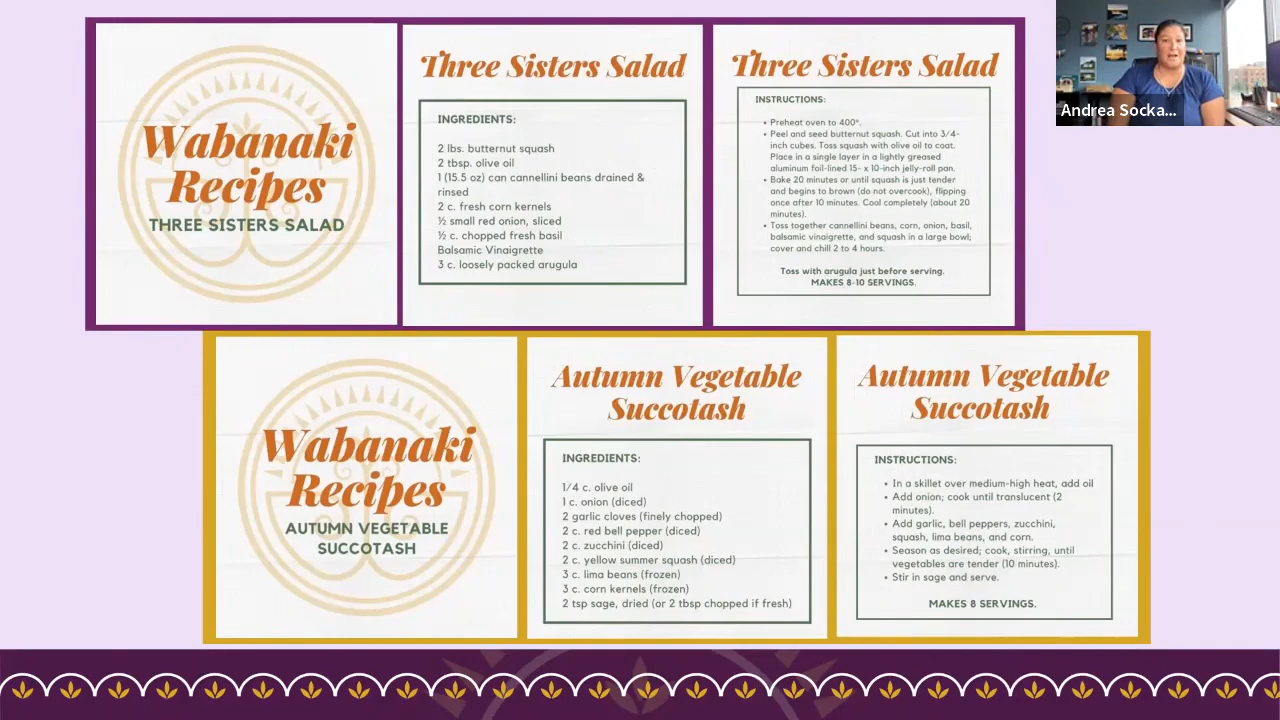 Wabanaki
Recipes
THREE SISTERS SALAD
Three Sisters Salad
INGREDIENTS:
2 lbs. butternut squash
2 tbsp. olive oil
1 (15.5 oz) can cannellini beans drained &
rinsed
2 c. fresh corn kernels
½ small red onion, sliced
½ c. chopped fresh basil
Balsamic Vinaigrette
3 c. loosely packed arugula
Three Sisters Salad
INSTRUCTIONS:
• Preheat oven to 400°.
• Peel and seed butternut squash. Cut into 3/4-
inch cubes. Toss squash with olive oil to coat.
Place in a single layer in a lightly greased
aluminum foil-lined 15- x 10-inch jelly-roll pan.
• Bake 20 minutes or until squash is just tender
and begins to brown (do not overcook), flipping
once after 10 minutes. Cool completely (about 20
minutes).
• Toss together cannellini beans, corn, onion, basil,
balsamic vinaigrette, and squash in a large bowl;
cover and chill 2 to 4 hours.
Toss with arugula just before serving.
MAKES 8-10 SERVINGS.
Andrea Socka...
Wabanaki
Recipes
AUTUMN VEGETABLE
SUCCOTASH
Autumn Vegetable
Succotash
INGREDIENTS:
1/4 c. olive oil
1 c. onion (diced)
2 garlic cloves (finely chopped)
2 c. red bell pepper (diced)
2 c. zucchini (diced)
2 c. yellow summer squash (diced)
3 c. lima beans (frozen)
3 c. corn kernels (frozen)
2 tsp sage, dried (or 2 tbsp chopped if fresh)
Autumn Vegetable
Succotash
INSTRUCTIONS:
• In a skillet over medium-high heat, add oil
• Add onion; cook until translucent (2
minutes).
• Add garlic, bell peppers, zucchini,
squash, lima beans, and corn.
• Season as desired; cook, stirring, until
vegetables are tender (10 minutes).
• Stir in sage and serve.
MAKES 8 SERVINGS.